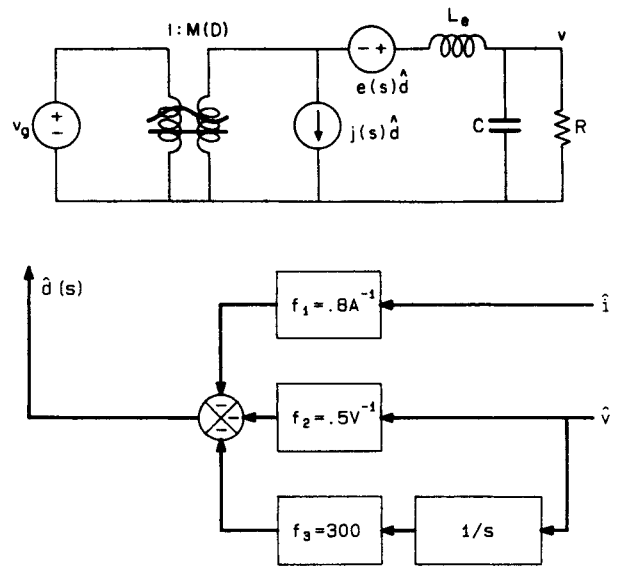 1:M(D)
L_e
v
v_g
e(s)d̂
j(s)d̂
C
R
d̂(s)
f₁=.8A⁻¹
î
f₂=.5V⁻¹
v̂
f₃=300
1/s